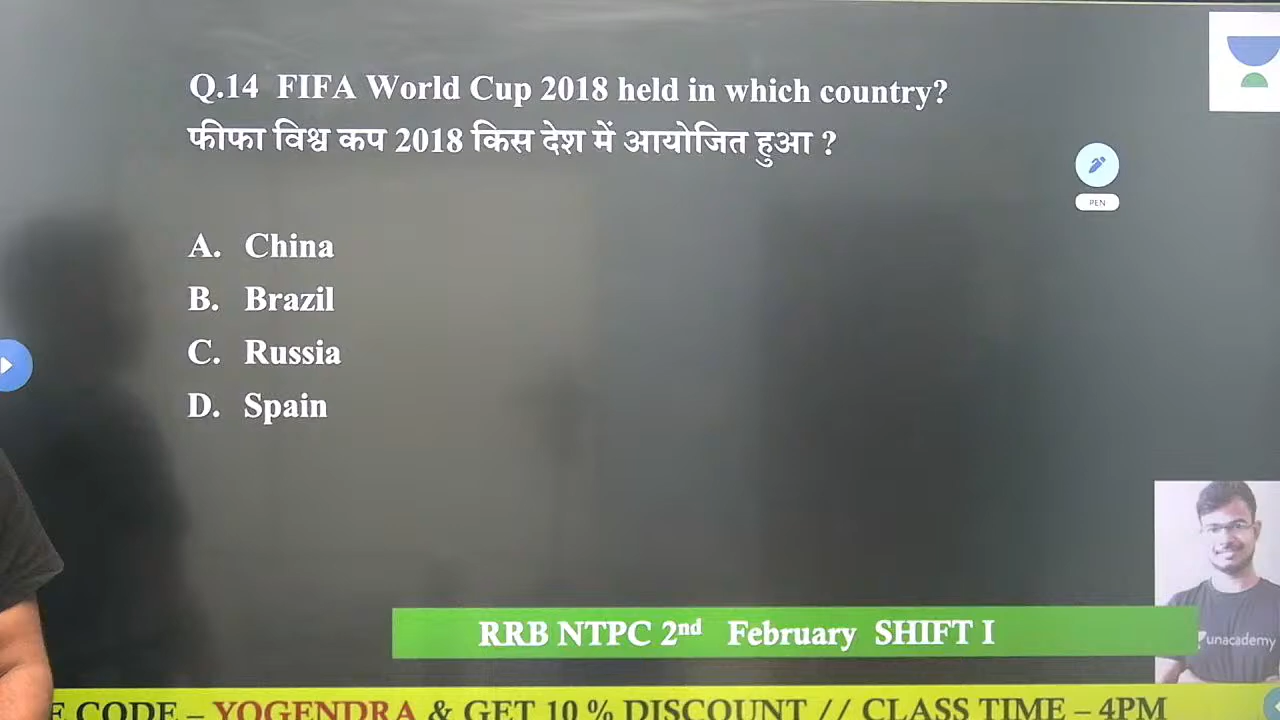 Q.14 FIFA World Cup 2018 held in which country?
फीफा विश्व कप 2018 किस देश में आयोजित हुआ ?
PEN
A. China
B. Brazil
C. Russia
D. Spain
unacademy
RRB NTPC 2nd February SHIFT I
E CODE – YOGENDRA & GET 10 % DISCOUNT // CLASS TIME – 4PM